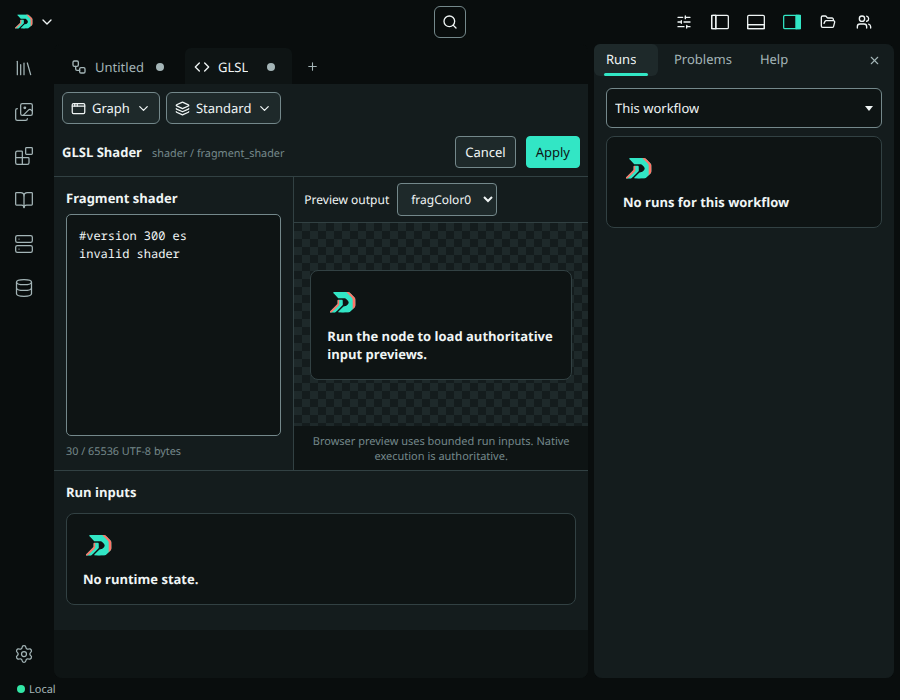 Untitled
GLSL
Runs
Problems
Help
Graph
Standard
This workflow
GLSL Shader shader / fragment_shader
Cancel
Apply
No runs for this workflow
Fragment shader
Preview output
fragColor0
#version 300 es
invalid shader
Run the node to load authoritative
input previews.
30 / 65536 UTF-8 bytes
Browser preview uses bounded run inputs. Native
execution is authoritative.
Run inputs
No runtime state.
Local